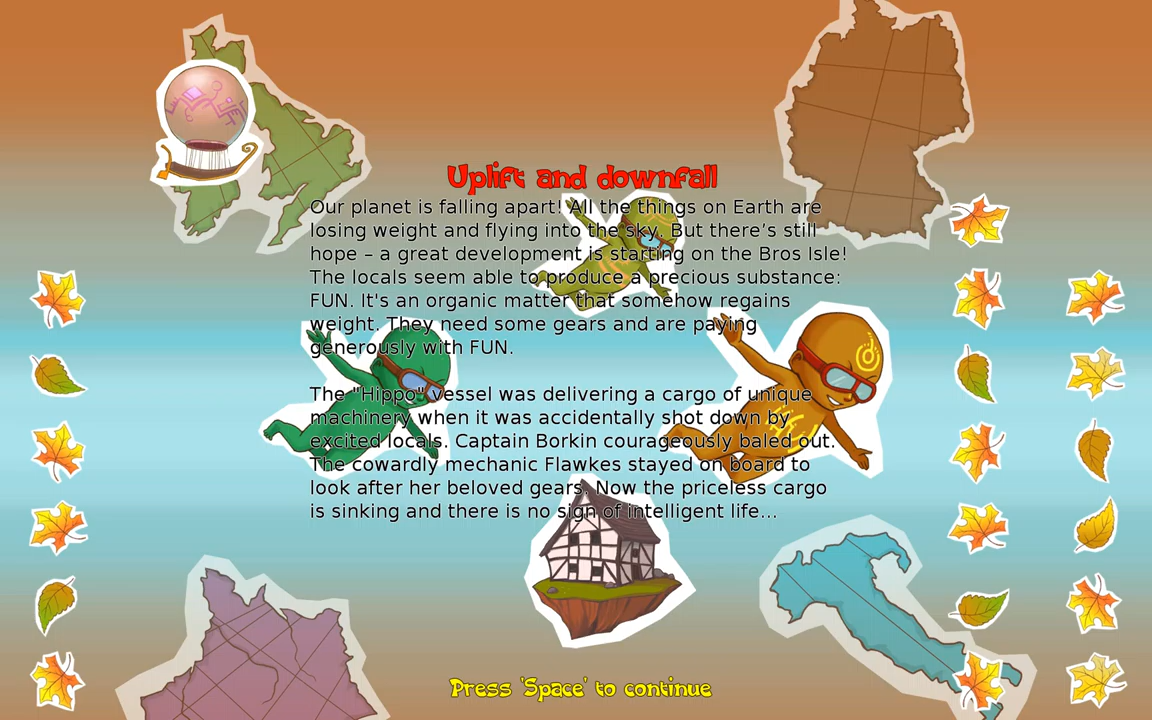 Uplift and downfall
Our planet is falling apart! All the things on Earth are
losing weight and flying into the sky. But there's still
hope – a great development is starting on the Bros Isle!
The locals seem able to produce a precious substance:
FUN. It's an organic matter that somehow regains
weight. They need some gears and are paying
generously with FUN.
The "Hippo" vessel was delivering a cargo of unique
machinery when it was accidentally shot down by
excited locals. Captain Borkin courageously baled out.
The cowardly mechanic Flawkes stayed on board to
look after her beloved gears. Now the priceless cargo
is sinking and there is no sign of intelligent life...
Press 'Space' to continue